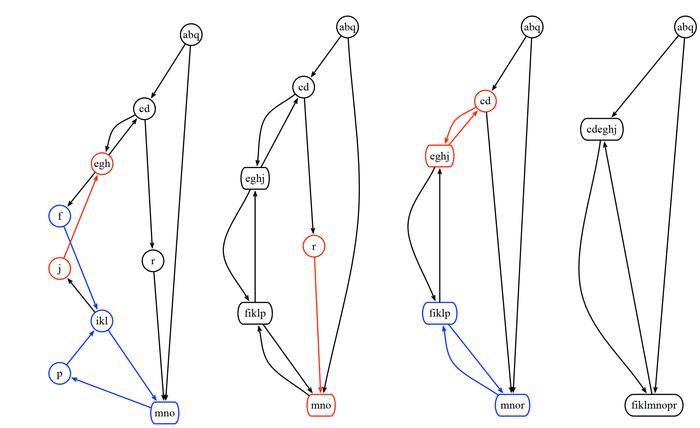 abq
cd
egh
f
j
r
ikl
p
mno
abq
cd
eghj
r
fiklp
mno
abq
cd
eghj
fiklp
mnor
abq
cdeghj
fiklmnopr